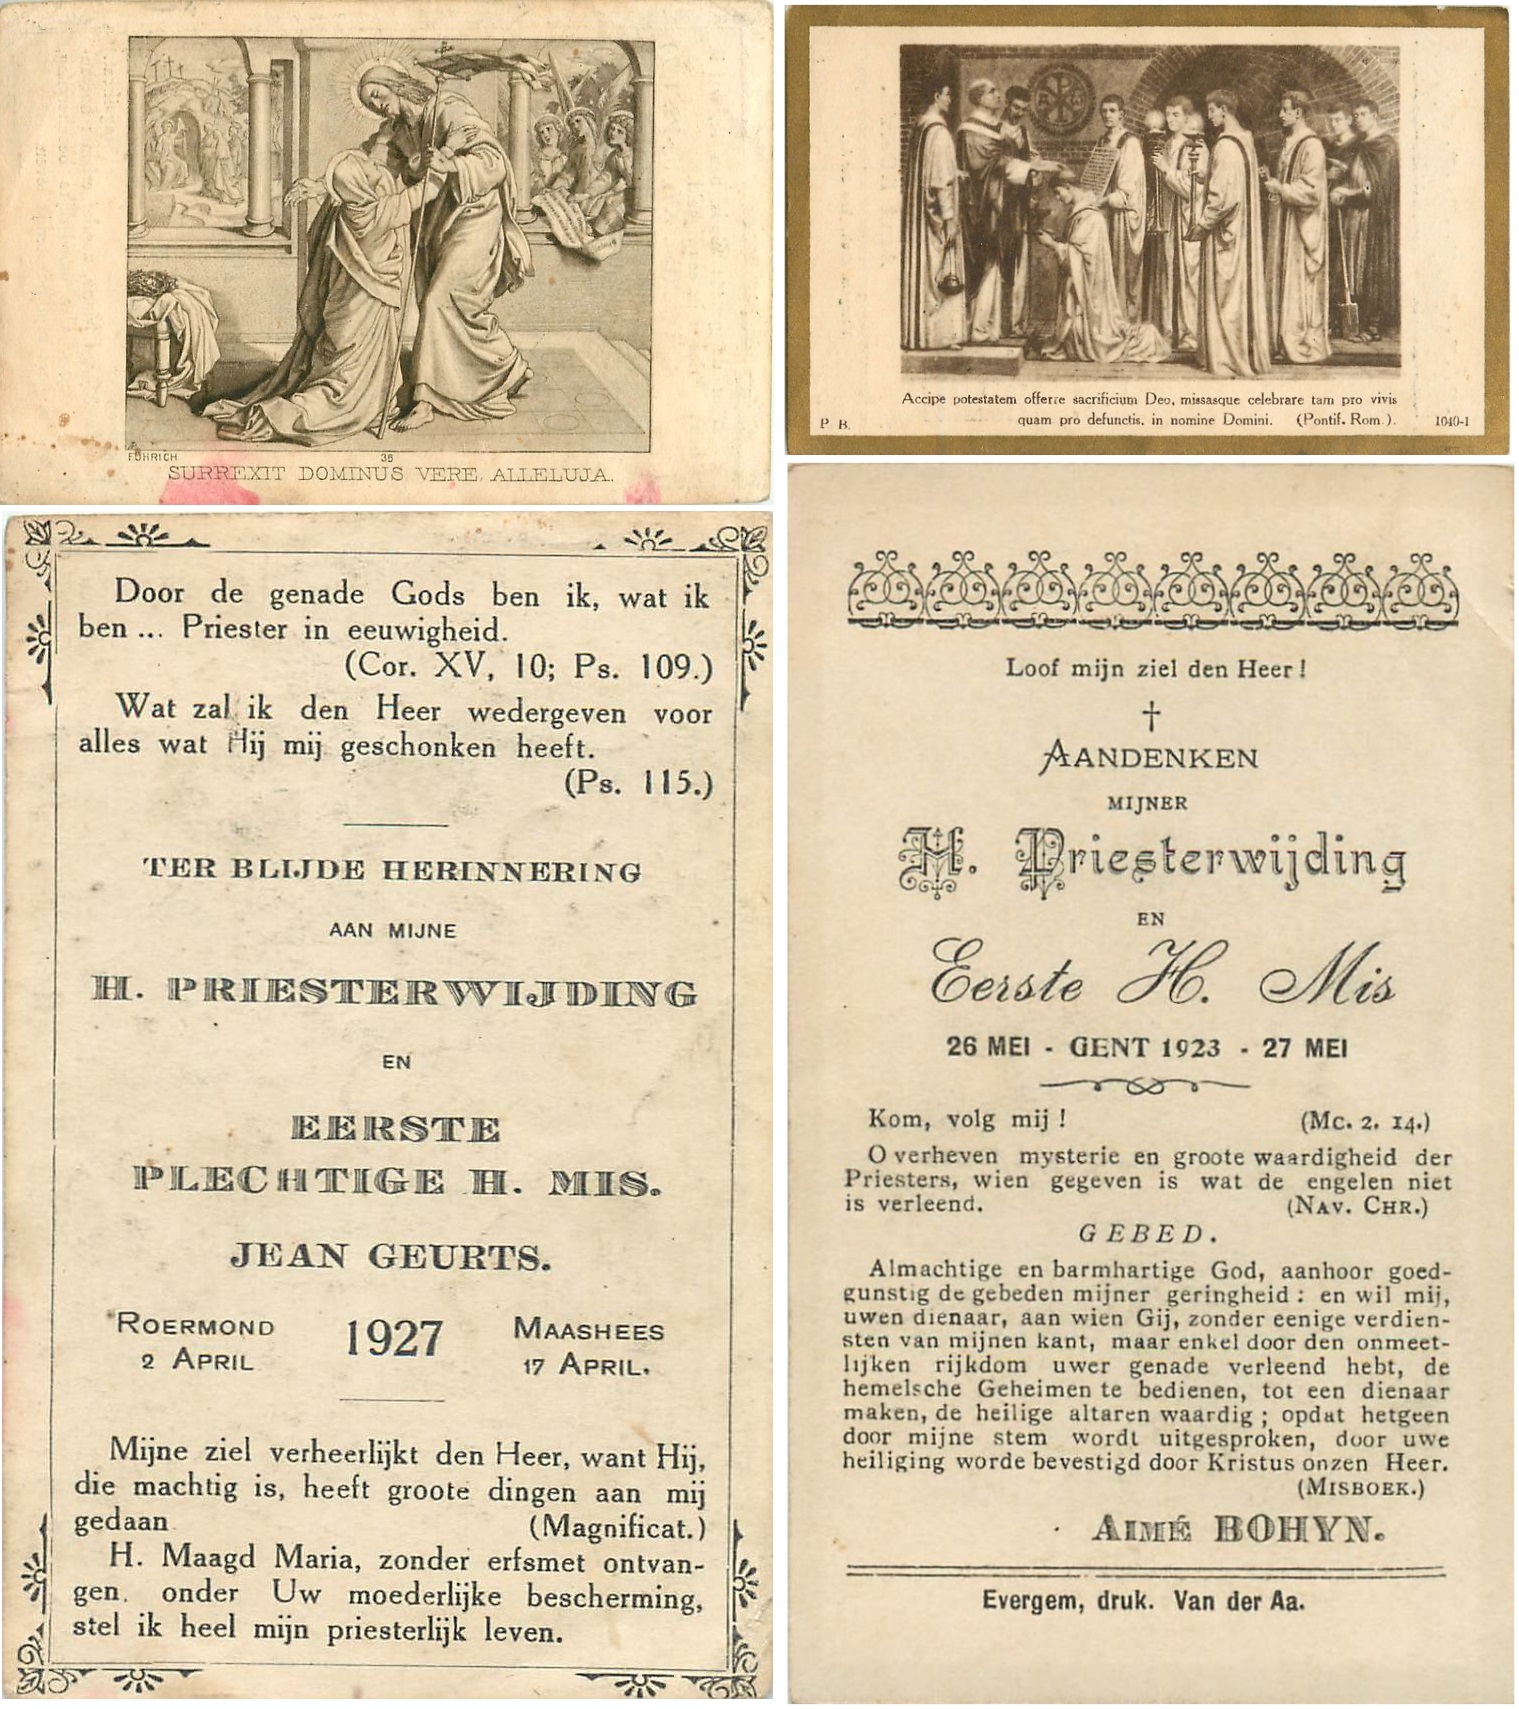 FÜHRICH 38
SURREXIT DOMINUS VERE, ALLELUJA.
Accipe potestatem offerre sacrificium Deo, missasque celebrare tam pro vivis
quam pro defunctis, in nomine Domini. (Pontif. Rom.).
P. B. 1040-1
Door de genade Gods ben ik, wat ik
ben ... Priester in eeuwigheid.
(Cor. XV, 10; Ps. 109.)
Wat zal ik den Heer wedergeven voor
alles wat Hij mij geschonken heeft.
(Ps. 115.)
TER BLIJDE HERINNERING
AAN MIJNE
H. PRIESTERWIJDING
EN
EERSTE
PLECHTIGE H. MIS.
JEAN GEURTS.
ROERMOND 1927 MAASHEES
2 APRIL 17 APRIL.
Mijne ziel verheerlijkt den Heer, want Hij,
die machtig is, heeft groote dingen aan mij
gedaan (Magnificat.)
H. Maagd Maria, zonder erfsmet ontvan-
gen, onder Uw moederlijke bescherming,
stel ik heel mijn priesterlijk leven.
Loof mijn ziel den Heer !
†
AANDENKEN
MIJNER
H. Priesterwijding
EN
Eerste H. Mis
26 MEI - GENT 1923 - 27 MEI
Kom, volg mij ! (Mc. 2. 14.)
O verheven mysterie en groote waardigheid der
Priesters, wien gegeven is wat de engelen niet
is verleend. (NAV. CHR.)
GEBED.
Almachtige en barmhartige God, aanhoor goed-
gunstig de gebeden mijner geringheid : en wil mij,
uwen dienaar, aan wien Gij, zonder eenige verdien-
sten van mijnen kant, maar enkel door den onmeet-
lijken rijkdom uwer genade verleend hebt, de
hemelsche Geheimen te bedienen, tot een dienaar
maken, de heilige altaren waardig ; opdat hetgeen
door mijne stem wordt uitgesproken, door uwe
heiliging worde bevestigd door Kristus onzen Heer.
(MISBOEK.)
AIMÉ BOHYN.
Evergem, druk. Van der Aa.